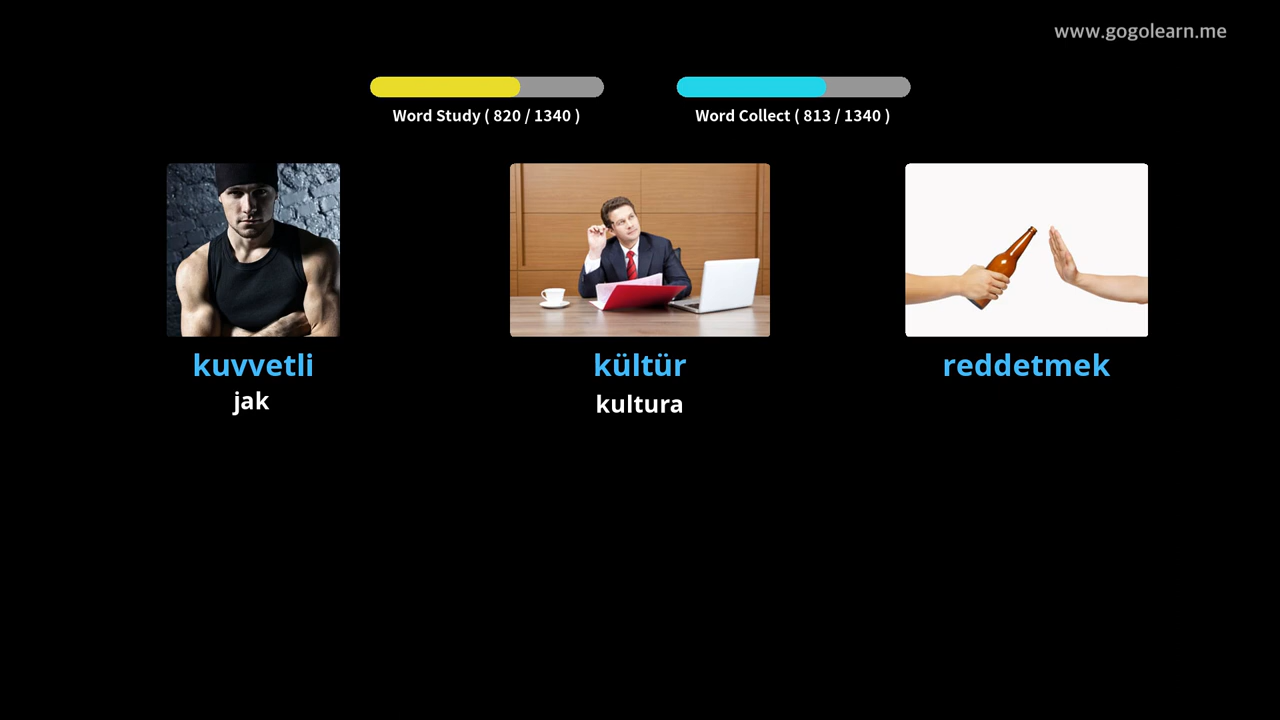 www.gogolearn.me
Word Study ( 820 / 1340 )
Word Collect ( 813 / 1340 )
kuvvetli
jak
kültür
kultura
reddetmek